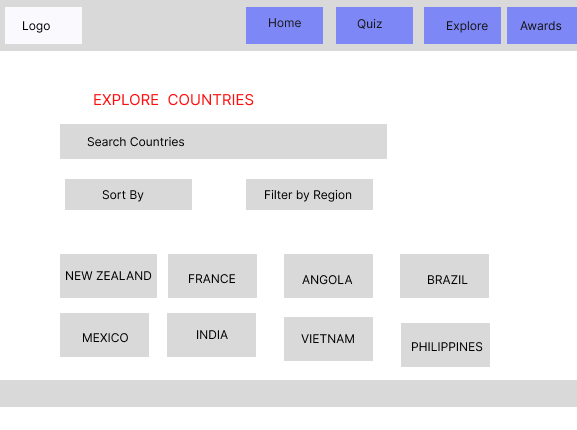 Logo Home Quiz Explore Awards
EXPLORE COUNTRIES
Search Countries
Sort By Filter by Region
NEW ZEALAND FRANCE ANGOLA BRAZIL
MEXICO INDIA VIETNAM PHILIPPINES